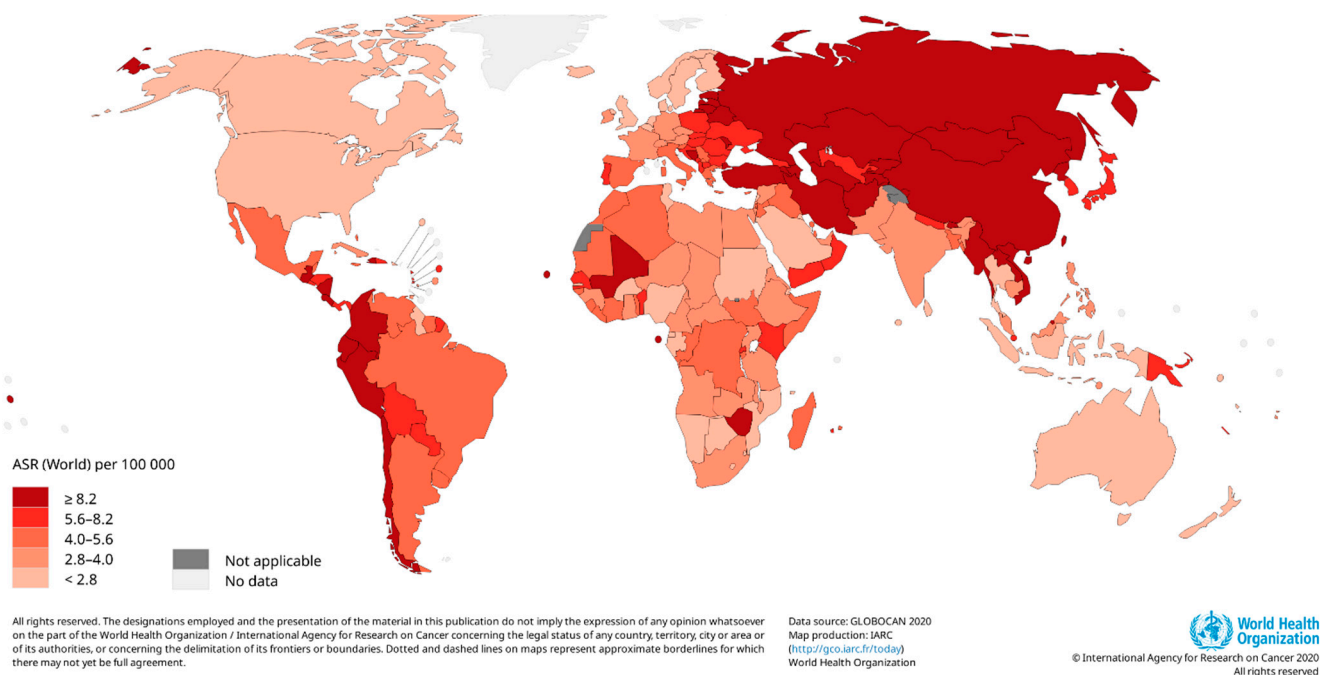 ASR (World) per 100 000
≥ 8.2
5.6–8.2
4.0–5.6
2.8–4.0
< 2.8
Not applicable
No data
All rights reserved. The designations employed and the presentation of the material in this publication do not imply the expression of any opinion whatsoever
on the part of the World Health Organization / International Agency for Research on Cancer concerning the legal status of any country, territory, city or area or
of its authorities, or concerning the delimitation of its frontiers or boundaries. Dotted and dashed lines on maps represent approximate borderlines for which
there may not yet be full agreement.
Data source: GLOBOCAN 2020
Map production: IARC
(http://gco.iarc.fr/today)
World Health Organization
World Health
Organization
© International Agency for Research on Cancer 2020
All rights reserved